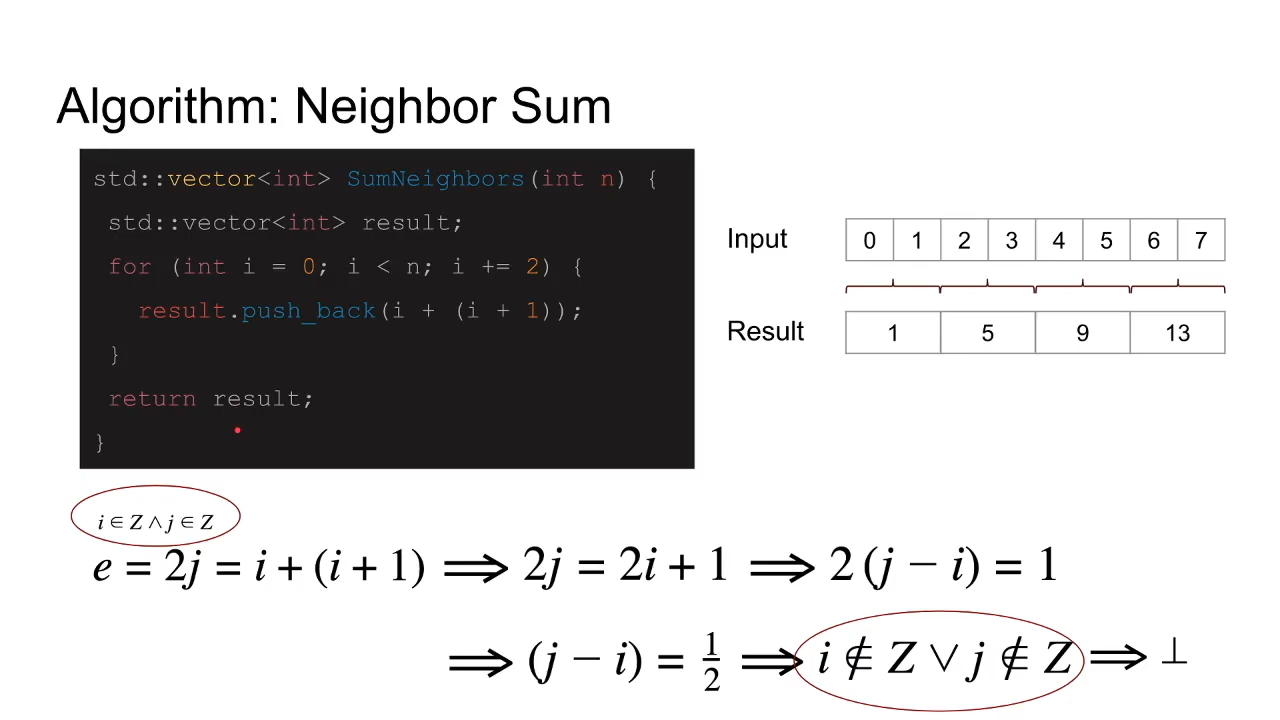 Algorithm: Neighbor Sum
std::vector<int> SumNeighbors(int n) {
std::vector<int> result;
for (int i = 0; i < n; i += 2) {
result.push_back(i + (i + 1));
}
return result;
}
Input 0 1 2 3 4 5 6 7
Result 1 5 9 13
i ∈ Z ∧ j ∈ Z
e = 2j = i + (i + 1) ⟹ 2j = 2i + 1 ⟹ 2 (j − i) = 1
⟹ (j − i) = 1/2 ⟹ i ∉ Z ∨ j ∉ Z ⟹ ⊥